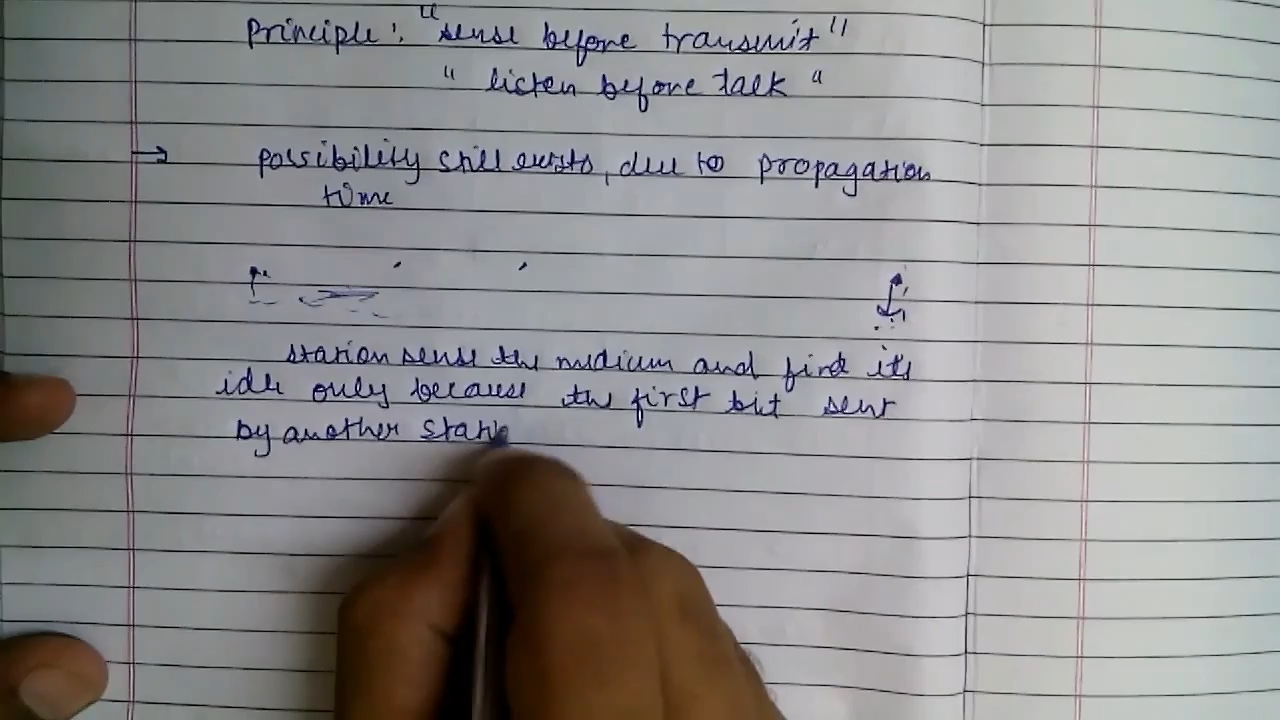 Principle: "sense before transmit"
"listen before talk"
→ possibility still exists, due to propagation
time
station sense the medium and find its
idle only because the first bit sent
by another statio